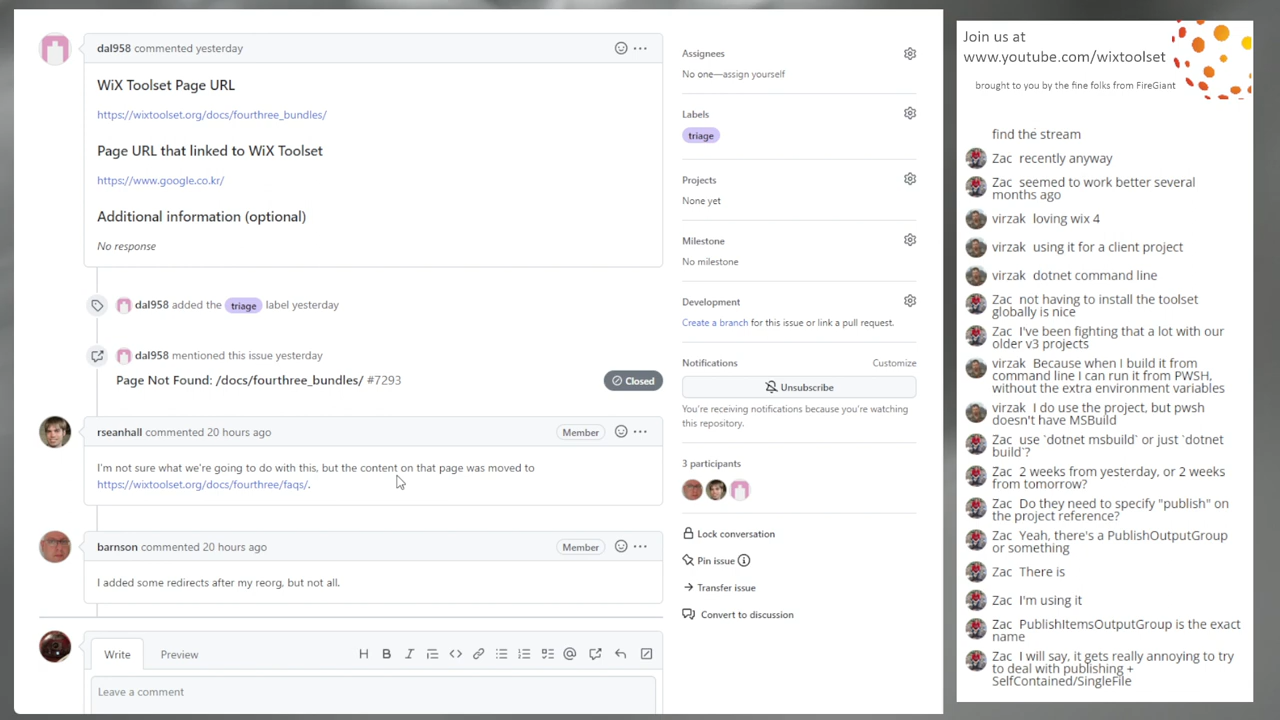 dal958 commented yesterday
WiX Toolset Page URL
https://wixtoolset.org/docs/fourthree_bundles/
Page URL that linked to WiX Toolset
https://www.google.co.kr/
Additional information (optional)
No response
dal958 added the triage label yesterday
dal958 mentioned this issue yesterday
Page Not Found: /docs/fourthree_bundles/ #7293
Closed
rseanhall commented 20 hours ago
Member
I'm not sure what we're going to do with this, but the content on that page was moved to
https://wixtoolset.org/docs/fourthree/faqs/.
barnson commented 20 hours ago
Member
I added some redirects after my reorg, but not all.
Write
Preview
H B I
Leave a comment
Assignees
No one—assign yourself
Labels
triage
Projects
None yet
Milestone
No milestone
Development
Create a branch for this issue or link a pull request.
Notifications
Customize
Unsubscribe
You're receiving notifications because you're watching
this repository.
3 participants
Lock conversation
Pin issue
Transfer issue
Convert to discussion
Join us at
www.youtube.com/wixtoolset
brought to you by the fine folks from FireGiant
find the stream
Zac recently anyway
Zac seemed to work better several
months ago
virzak loving wix 4
virzak using it for a client project
virzak dotnet command line
Zac not having to install the toolset
globally is nice
Zac I've been fighting that a lot with our
older v3 projects
virzak Because when I build it from
command line I can run it from PWSH,
without the extra environment variables
virzak I do use the project, but pwsh
doesn't have MSBuild
Zac use `dotnet msbuild` or just `dotnet
build`?
Zac 2 weeks from yesterday, or 2 weeks
from tomorrow?
Zac Do they need to specify "publish" on
the project reference?
Zac Yeah, there's a PublishOutputGroup
or something
Zac There is
Zac I'm using it
Zac PublishItemsOutputGroup is the exact
name
Zac I will say, it gets really annoying to try
to deal with publishing +
SelfContained/SingleFile